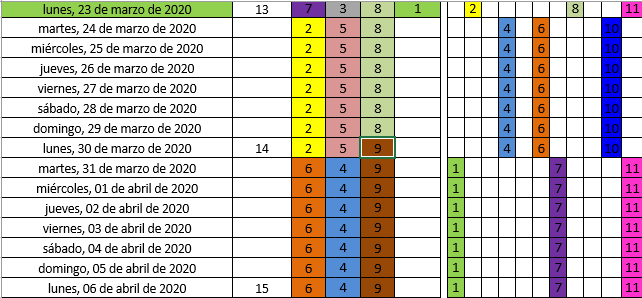 lunes, 23 de marzo de 2020 13 7 3 8 1 2 8 11
martes, 24 de marzo de 2020 2 5 8 4 6 10
miércoles, 25 de marzo de 2020 2 5 8 4 6 10
jueves, 26 de marzo de 2020 2 5 8 4 6 10
viernes, 27 de marzo de 2020 2 5 8 4 6 10
sábado, 28 de marzo de 2020 2 5 8 4 6 10
domingo, 29 de marzo de 2020 2 5 8 4 6 10
lunes, 30 de marzo de 2020 14 2 5 9 4 6 10
martes, 31 de marzo de 2020 6 4 9 1 7 11
miércoles, 01 de abril de 2020 6 4 9 1 7 11
jueves, 02 de abril de 2020 6 4 9 1 7 11
viernes, 03 de abril de 2020 6 4 9 1 7 11
sábado, 04 de abril de 2020 6 4 9 1 7 11
domingo, 05 de abril de 2020 6 4 9 1 7 11
lunes, 06 de abril de 2020 15 6 4 9 1 7 11